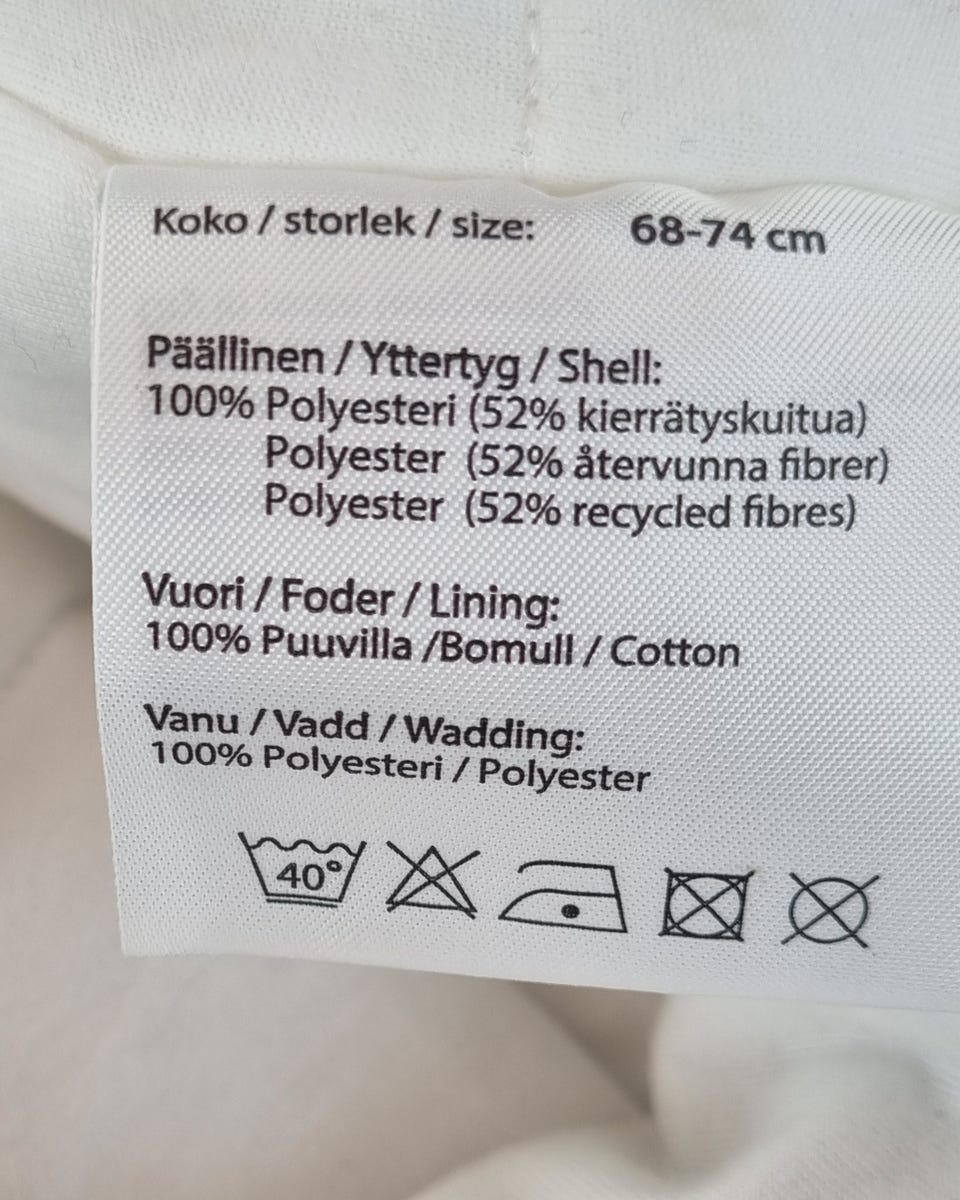 Koko / storlek / size: 68-74 cm
Päällinen / Yttertyg / Shell:
100% Polyesteri (52% kierrätyskuitua)
Polyester (52% återvunna fibrer)
Polyester (52% recycled fibres)
Vuori / Foder / Lining:
100% Puuvilla /Bomull / Cotton
Vanu / Vadd / Wadding:
100% Polyesteri / Polyester
40°